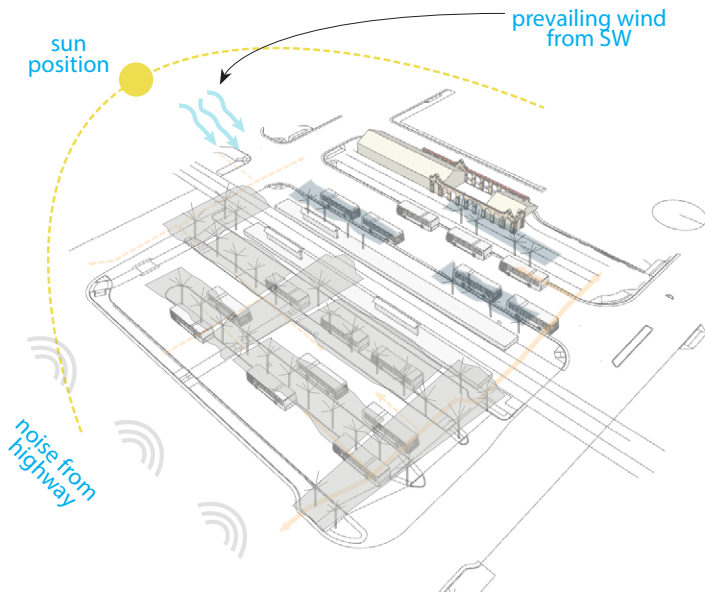 prevailing wind
from SW
sun
position
noise from
highway